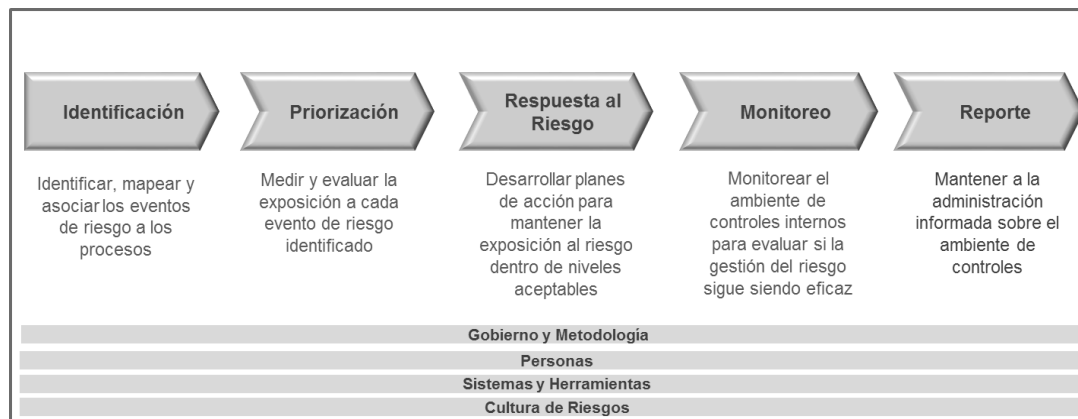 Identificación
Priorización
Respuesta al
Riesgo
Monitoreo
Reporte
Identificar, mapear y
asociar los eventos
de riesgo a los
procesos
Medir y evaluar la
exposición a cada
evento de riesgo
identificado
Desarrollar planes
de acción para
mantener la
exposición al riesgo
dentro de niveles
aceptables
Monitorear el
ambiente de
controles internos
para evaluar si la
gestión del riesgo
sigue siendo eficaz
Mantener a la
administración
informada sobre el
ambiente de
controles
Gobierno y Metodología
Personas
Sistemas y Herramientas
Cultura de Riesgos